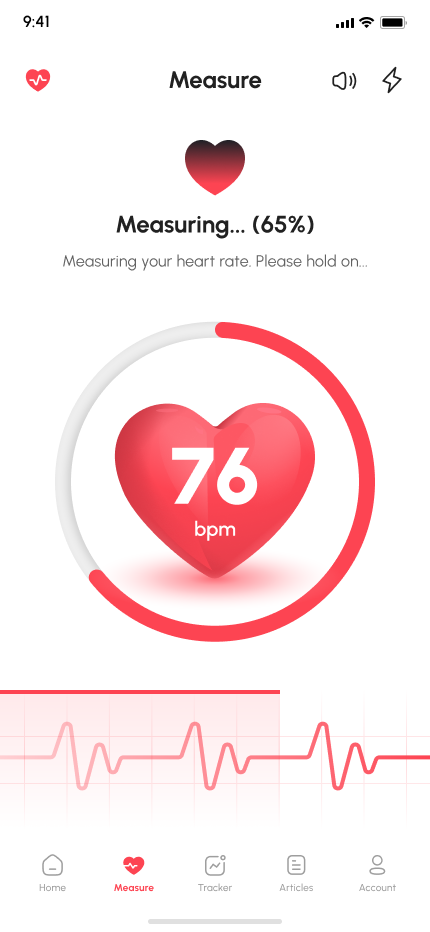 9:41
Measure
Measuring... (65%)
Measuring your heart rate. Please hold on...
76
bpm
Home
Measure
Tracker
Articles
Account